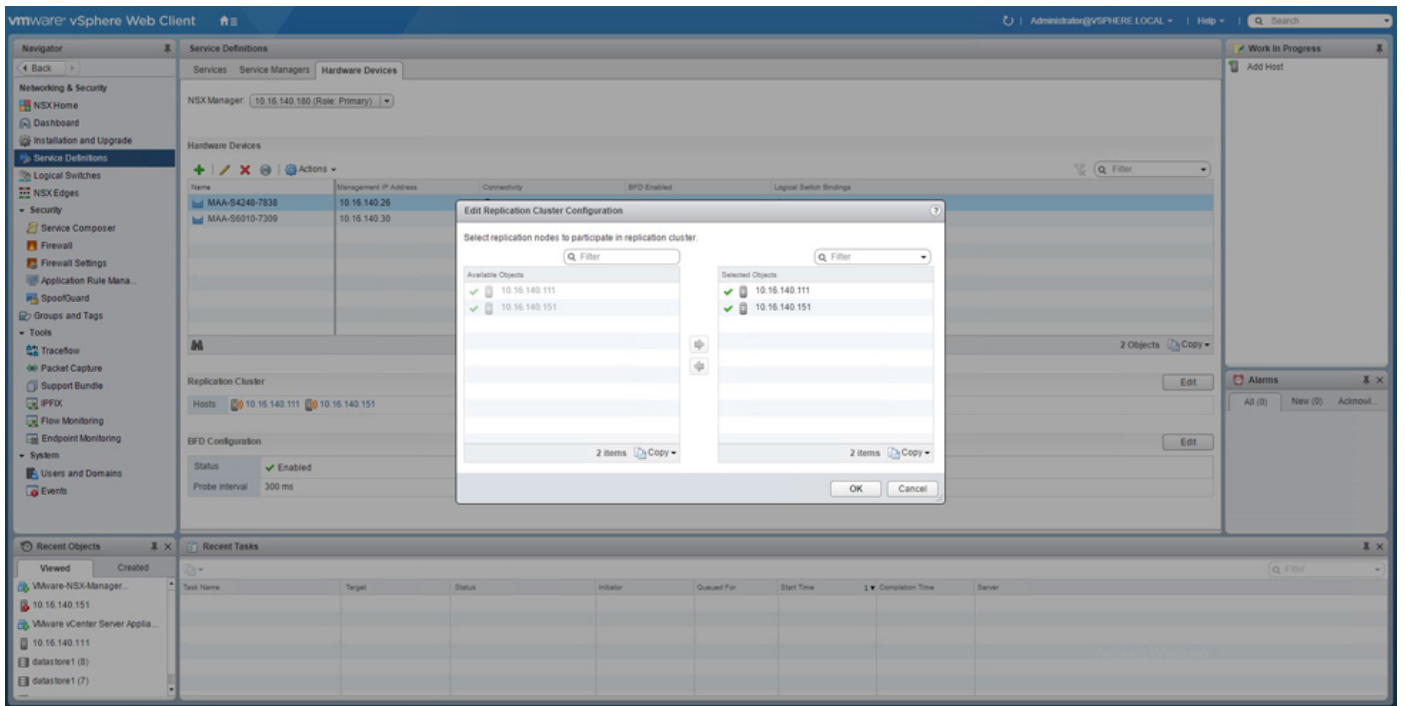 vmware® vSphere Web Client
Administrator@VSPHERE.LOCAL
Help
Search
Navigator
Back
Networking & Security
NSX Home
Dashboard
Installation and Upgrade
Service Definitions
Logical Switches
NSX Edges
Security
Service Composer
Firewall
Firewall Settings
Application Rule Mana...
SpoofGuard
Groups and Tags
Tools
Traceflow
Packet Capture
Support Bundle
IPFIX
Flow Monitoring
Endpoint Monitoring
System
Users and Domains
Events
Service Definitions
Services Service Managers Hardware Devices
NSX Manager: 10.16.140.180 (Role: Primary)
Hardware Devices
Actions
Filter
Name Management IP Address Connectivity BFD Enabled Logical Switch Bindings
MAA-S4248-7838 10.16.140.26
MAA-S6010-7309 10.16.140.30
2 Objects Copy
Replication Cluster
Edit
Hosts 10.16.140.111 10.16.140.151
BFD Configuration
Edit
Status Enabled
Probe interval 300 ms
Edit Replication Cluster Configuration
?
Select replication nodes to participate in replication cluster.
Filter
Available Objects
10.16.140.111
10.16.140.151
2 items Copy
Filter
Selected Objects
10.16.140.111
10.16.140.151
2 items Copy
OK Cancel
Work In Progress
Add Host
Alarms
All (0) New (0) Acknowl...
Recent Objects
Viewed Created
VMware-NSX-Manager...
10.16.140.151
VMware vCenter Server Applia...
10.16.140.111
datastore1 (8)
datastore1 (7)
Recent Tasks
Filter
Task Name Target Status Initiator Queued For Start Time 1 Completion Time Server